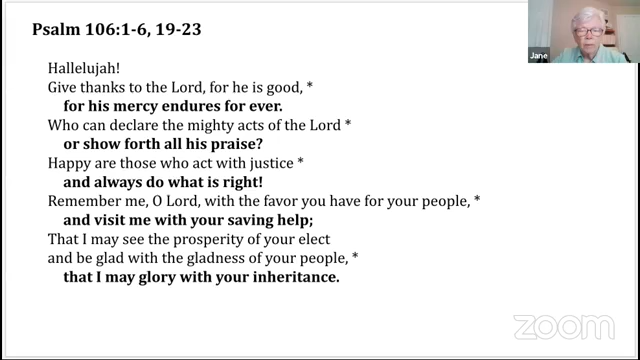 Psalm 106:1-6, 19-23
Hallelujah!
Give thanks to the Lord, for he is good, *
for his mercy endures for ever.
Who can declare the mighty acts of the Lord *
or show forth all his praise?
Happy are those who act with justice *
and always do what is right!
Remember me, O Lord, with the favor you have for your people, *
and visit me with your saving help;
That I may see the prosperity of your elect
and be glad with the gladness of your people, *
that I may glory with your inheritance.
Jane
zoom